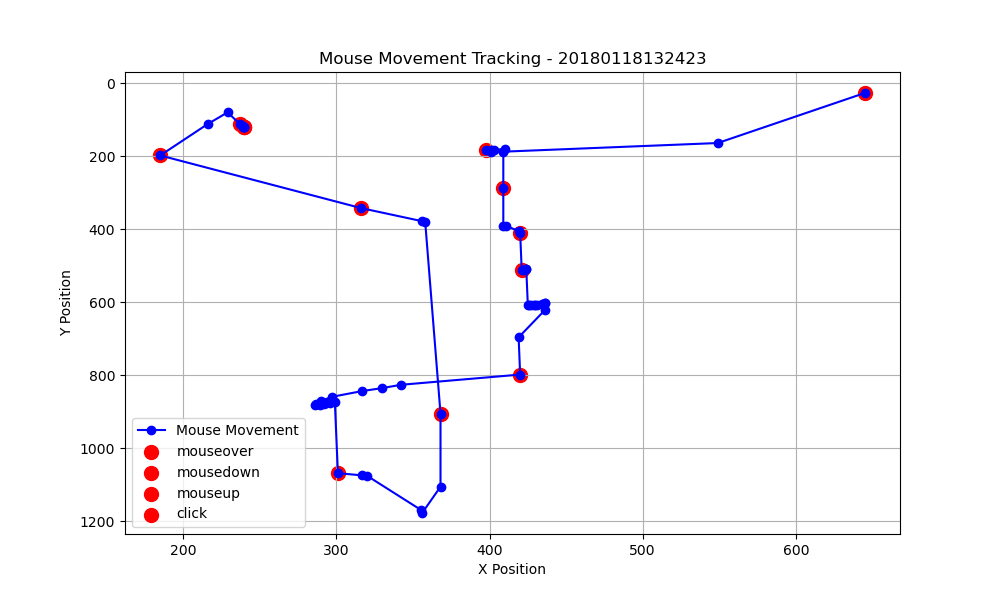 Mouse Movement Tracking - 20180118132423
Y Position
0
200
400
600
800
1000
1200
Mouse Movement
mouseover
mousedown
mouseup
click
200
300
400
500
600
X Position